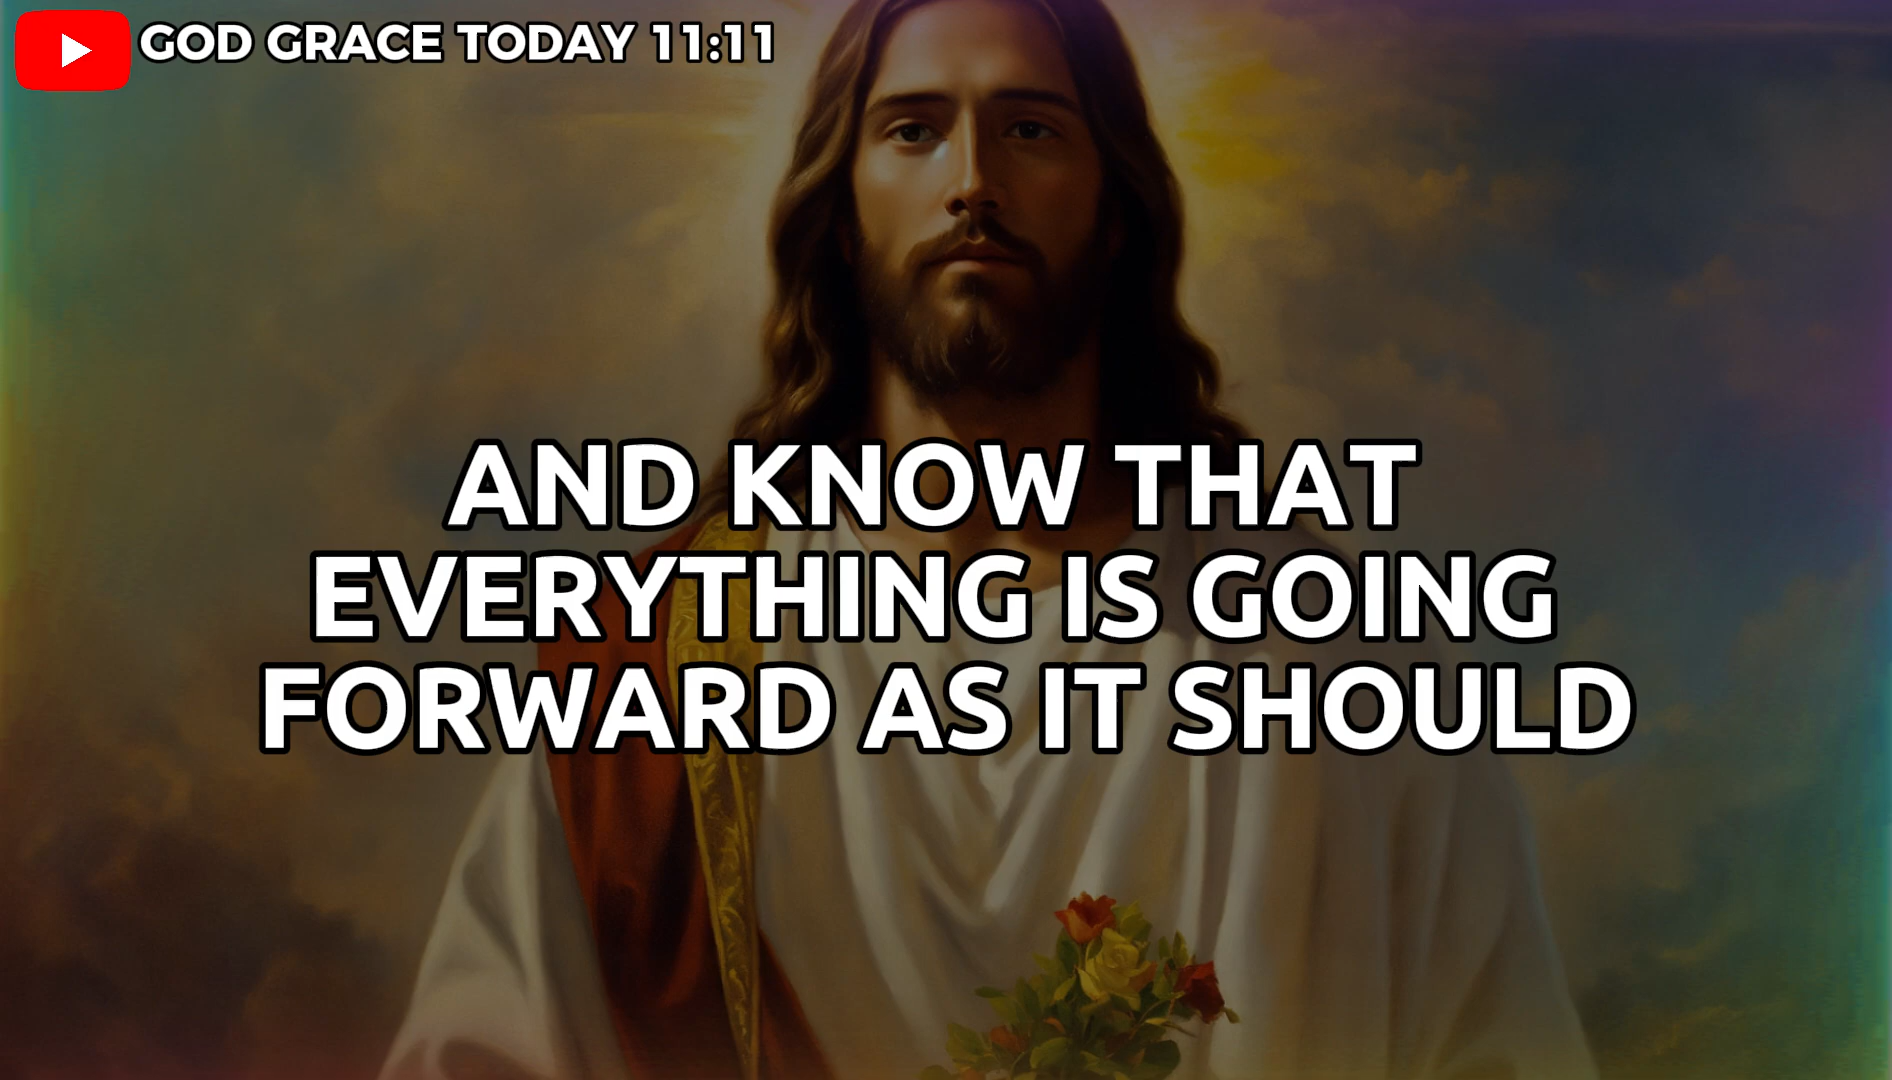 GOD GRACE TODAY 11:11
AND KNOW THAT
EVERYTHING IS GOING
FORWARD AS IT SHOULD